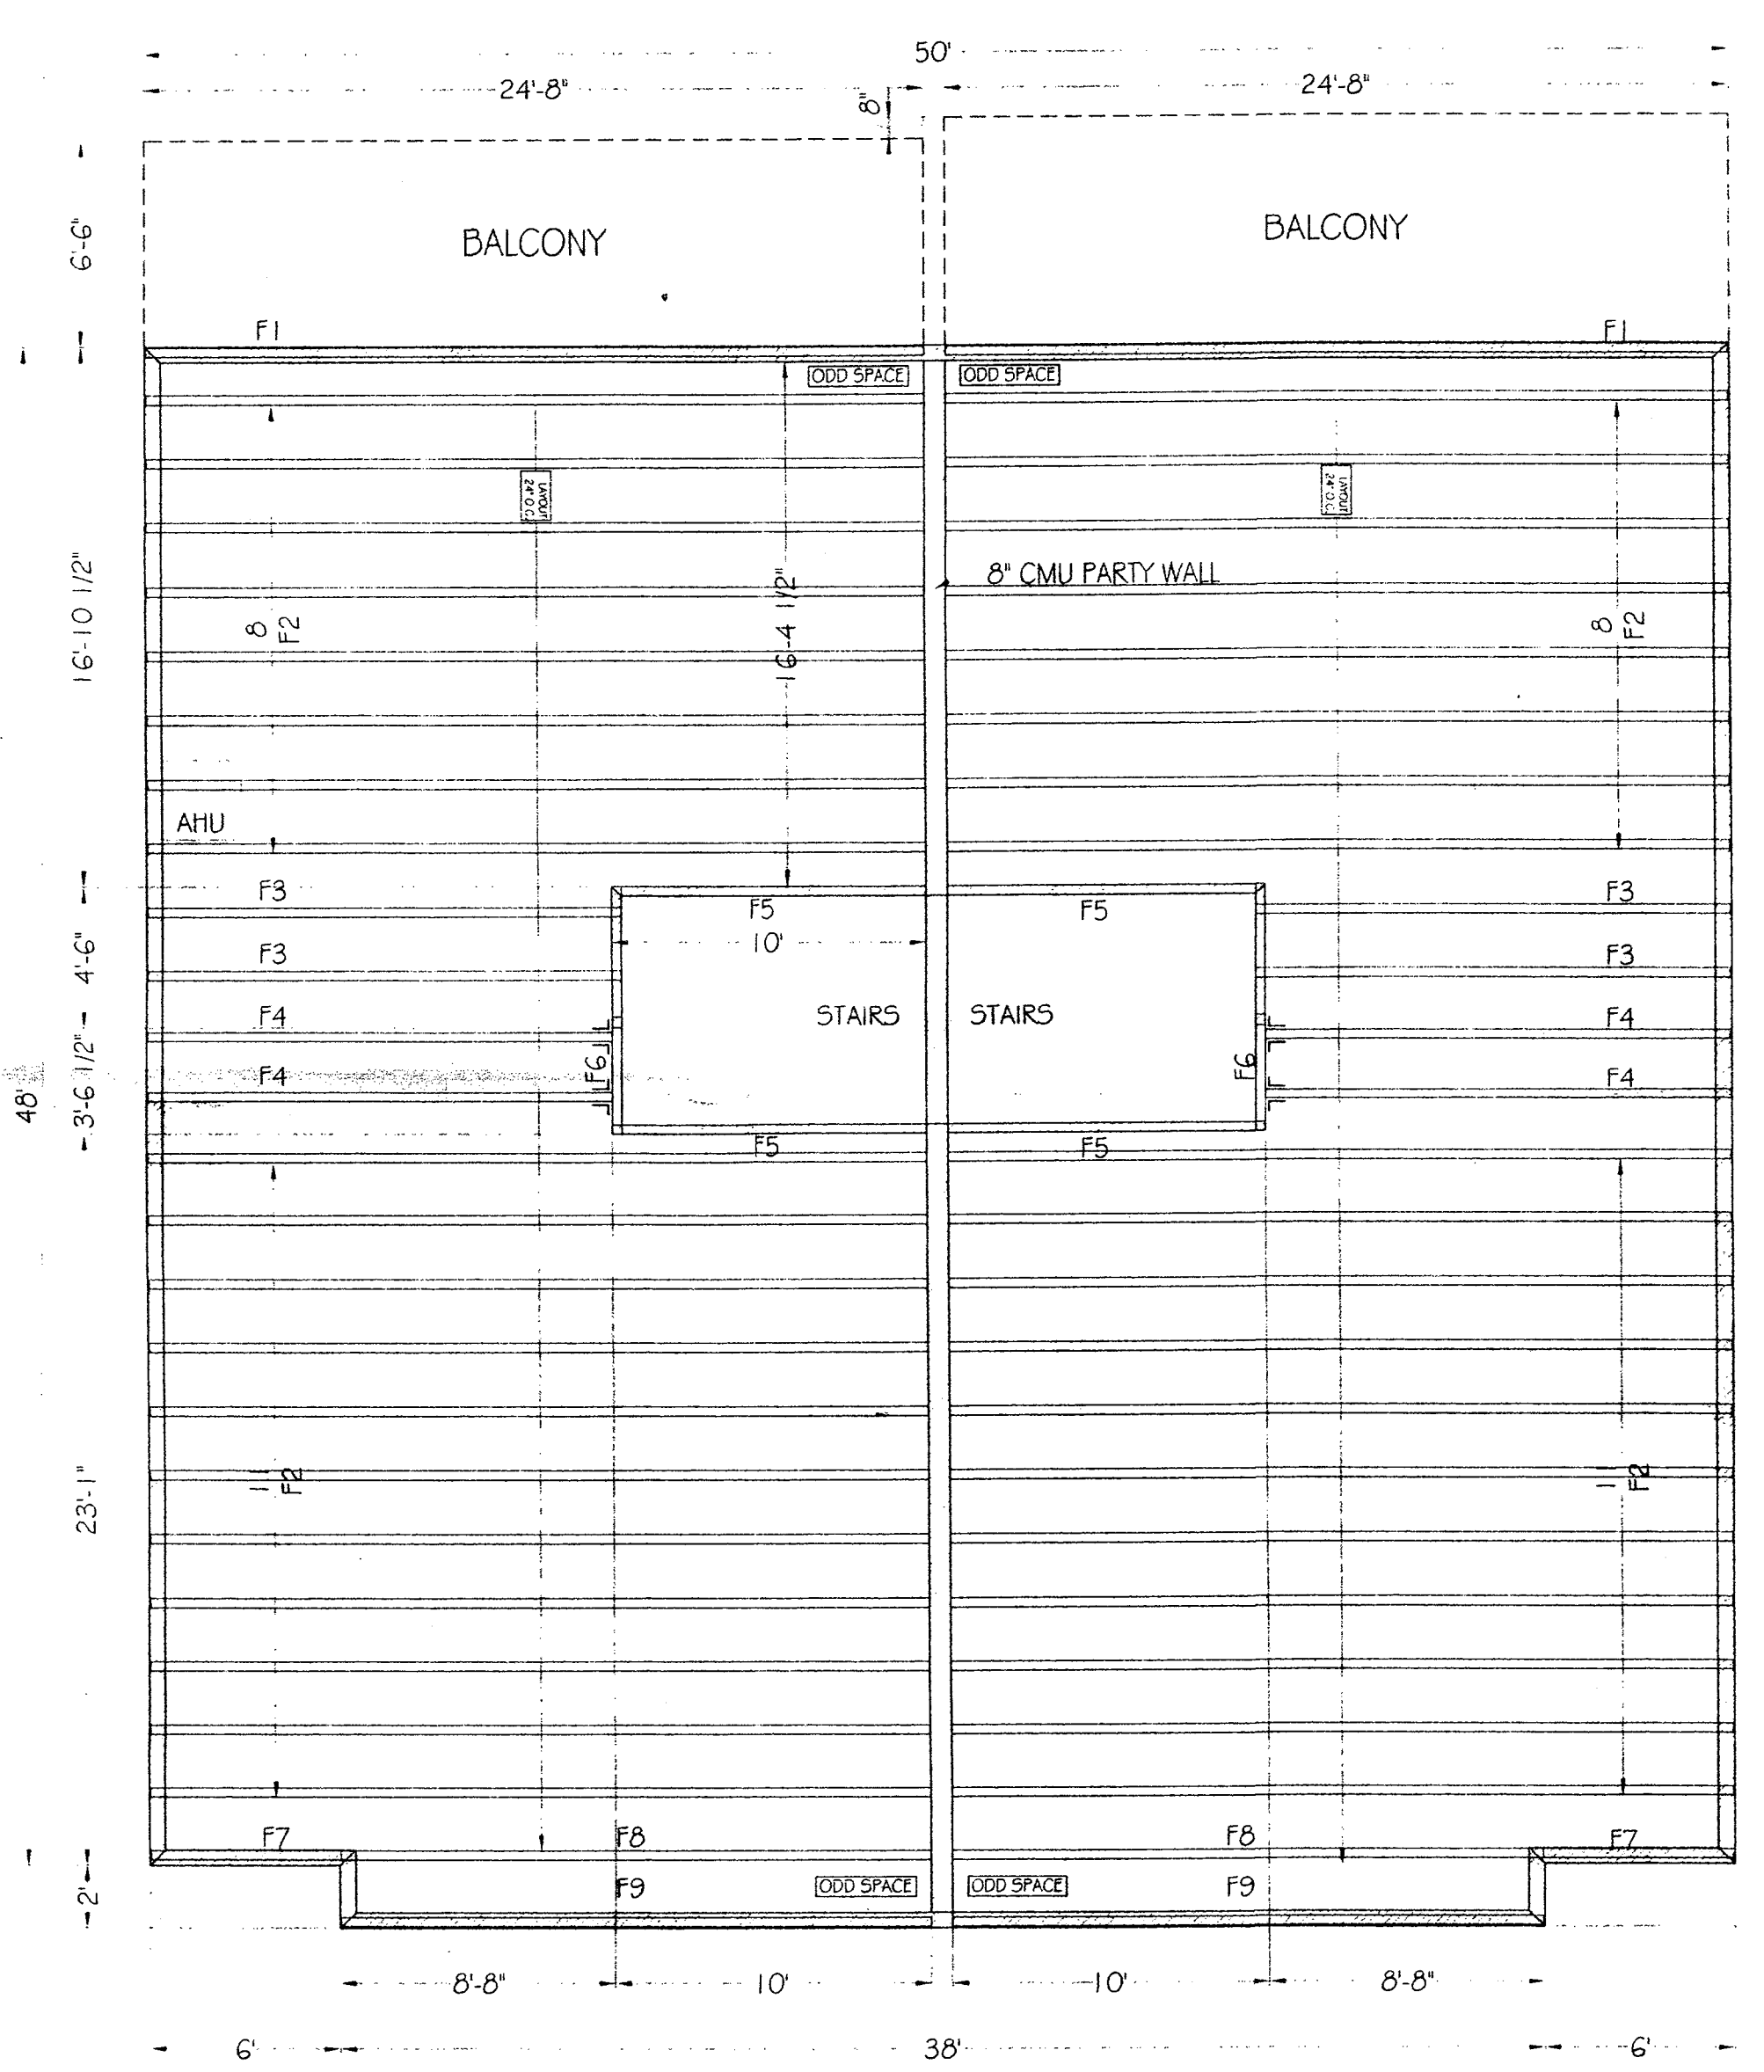 50'
24'-8"
24'-8"
8"
6'-6"
BALCONY
BALCONY
F1
F1
ODD SPACE
ODD SPACE
LAYOUT
24" O.C.
LAYOUT
24" O.C.
16'-10 1/2"
16'-4 1/2"
8" CMU PARTY WALL
8
F2
8
F2
AHU
F3
F5
F5
F3
10'
4'-6"
F3
F3
F4
STAIRS
STAIRS
F4
3'-6 1/2"
F6
F6
F4
F4
48'
F5
F5
23'-1"
11
F2
11
F2
F7
F8
F8
F7
2'
F9
ODD SPACE
ODD SPACE
F9
8'-8"
10'
10'
8'-8"
6'
38'
6'